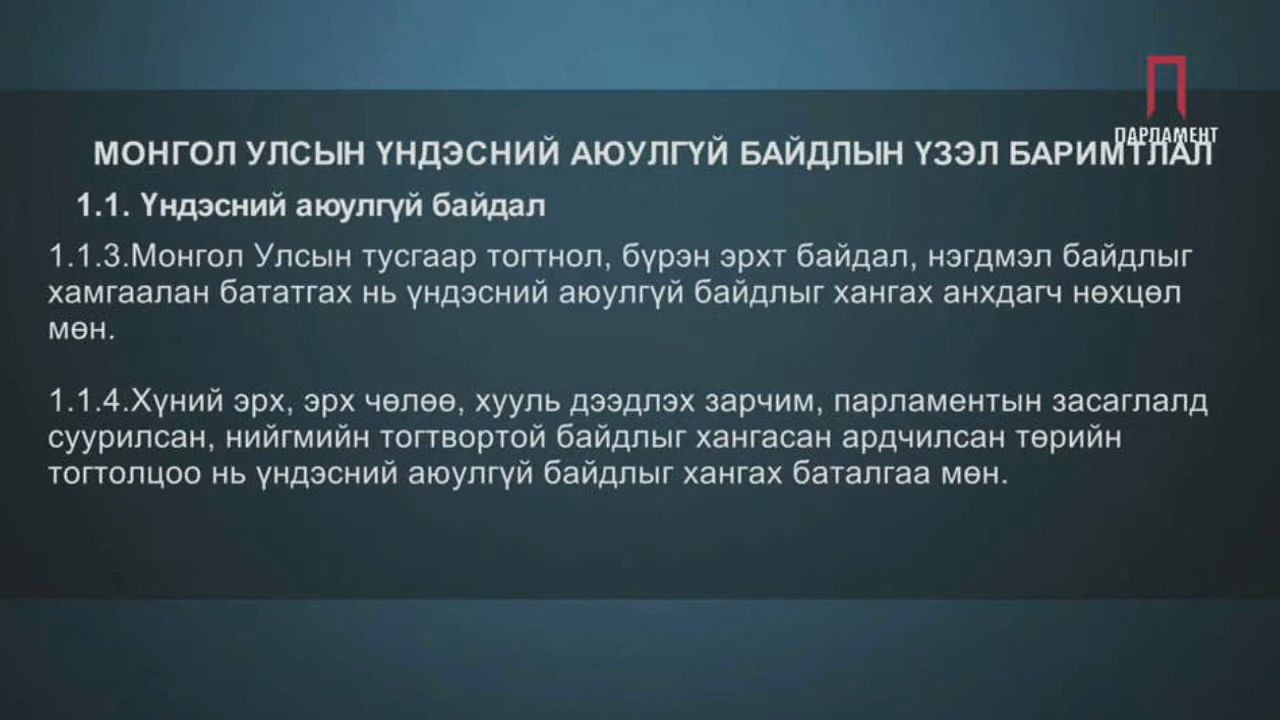 ПАРЛАМЕНТ
МОНГОЛ УЛСЫН ҮНДЭСНИЙ АЮУЛГҮЙ БАЙДЛЫН ҮЗЭЛ БАРИМТЛАЛ
1.1. Үндэсний аюулгүй байдал
1.1.3.Монгол Улсын тусгаар тогтнол, бүрэн эрхт байдал, нэгдмэл байдлыг
хамгаалан бататгах нь үндэсний аюулгүй байдлыг хангах анхдагч нөхцөл
мөн.
1.1.4.Хүний эрх, эрх чөлөө, хууль дээдлэх зарчим, парламентын засаглалд
суурилсан, нийгмийн тогтвортой байдлыг хангасан ардчилсан төрийн
тогтолцоо нь үндэсний аюулгүй байдлыг хангах баталгаа мөн.